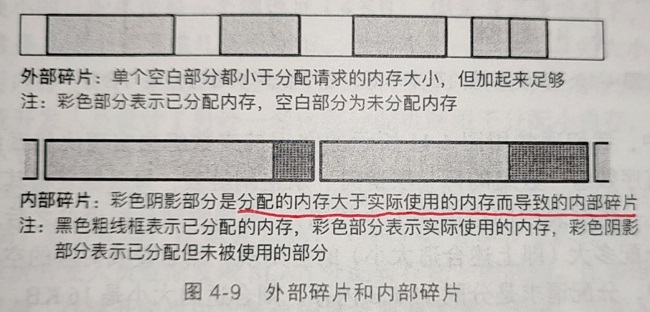 外部碎片：单个空白部分都小于分配请求的内存大小，但加起来足够
注：彩色部分表示已分配内存，空白部分为未分配内存
内部碎片：彩色阴影部分是分配的内存大于实际使用的内存而导致的内部碎片
注：黑色粗线框表示已分配的内存，彩色部分表示实际使用的内存，彩色阴影
部分表示已分配但未被使用的部分
图 4-9 外部碎片和内部碎片